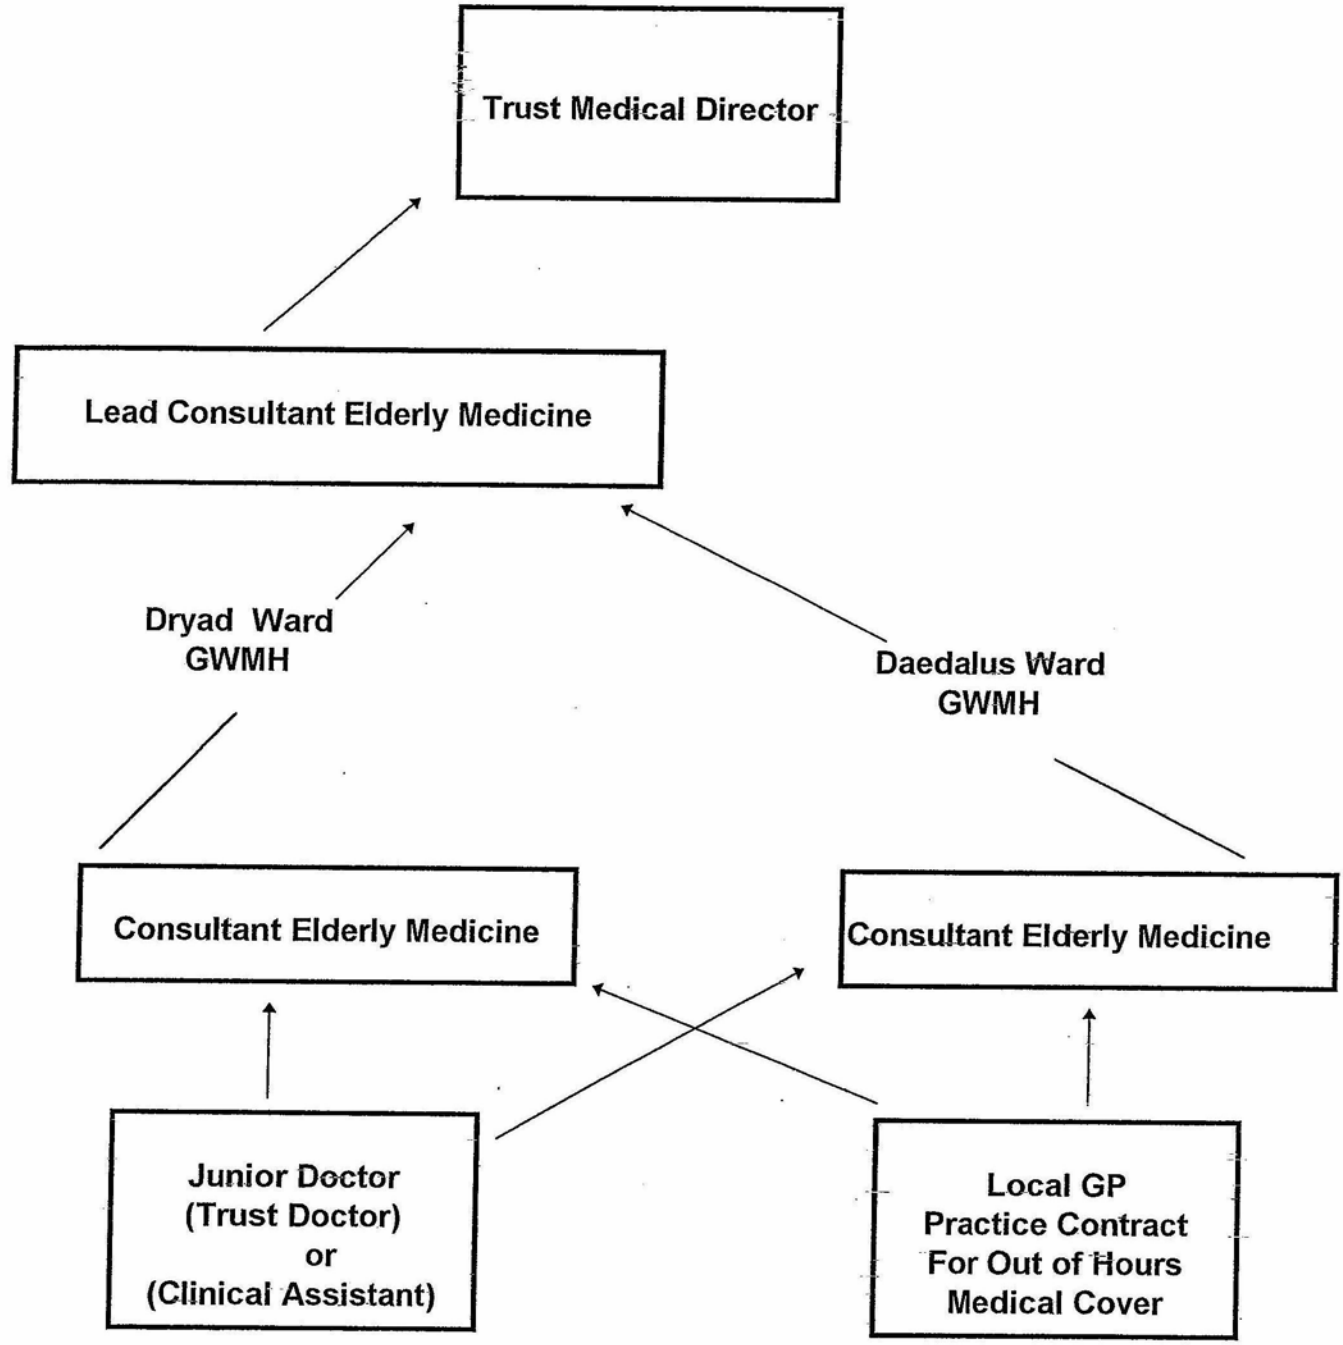 Trust Medical Director
Lead Consultant Elderly Medicine
Dryad Ward
GWMH
Daedalus Ward
GWMH
Consultant Elderly Medicine
Consultant Elderly Medicine
Junior Doctor
(Trust Doctor)
or
(Clinical Assistant)
Local GP
Practice Contract
For Out of Hours
Medical Cover